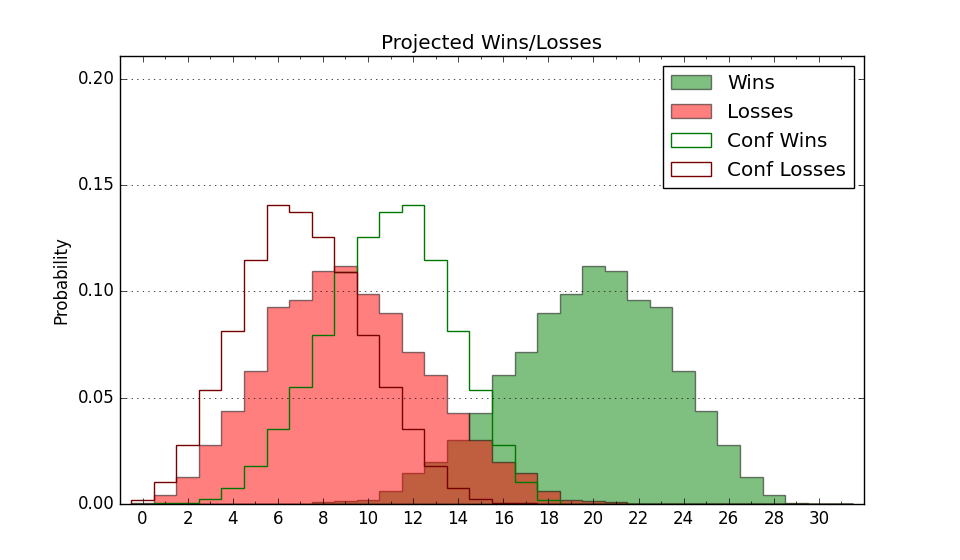 Projected Wins/Losses
Wins
Losses
Conf Wins
Conf Losses
Probability
0.20
0.15
0.10
0.05
0.00
0 2 4 6 8 10 12 14 16 18 20 22 24 26 28 30